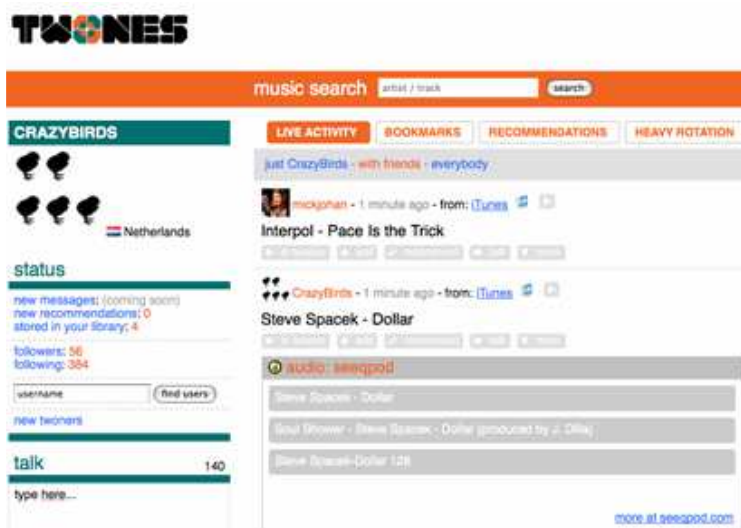 TWONES
music search artist / track search
CRAZYBIRDS
Netherlands
status
new messages: (coming soon)
new recommendations: 0
stored in your library: 4
followers: 56
following: 384
username find users
new twoners
talk 140
type here...
LIVE ACTIVITY BOOKMARKS RECOMMENDATIONS HEAVY ROTATION
just CrazyBirds - with friends - everybody
mickjohan - 1 minute ago - from: iTunes
Interpol - Pace Is the Trick
CrazyBirds - 1 minute ago - from: iTunes
Steve Spacek - Dollar
audio: seeqpod
Steve Spacek - Dollar
Soul Shower - Steve Spacek - Dollar (produced by J. Dilla)
Steve Spacek-Dollar 128
more at seeqpod.com